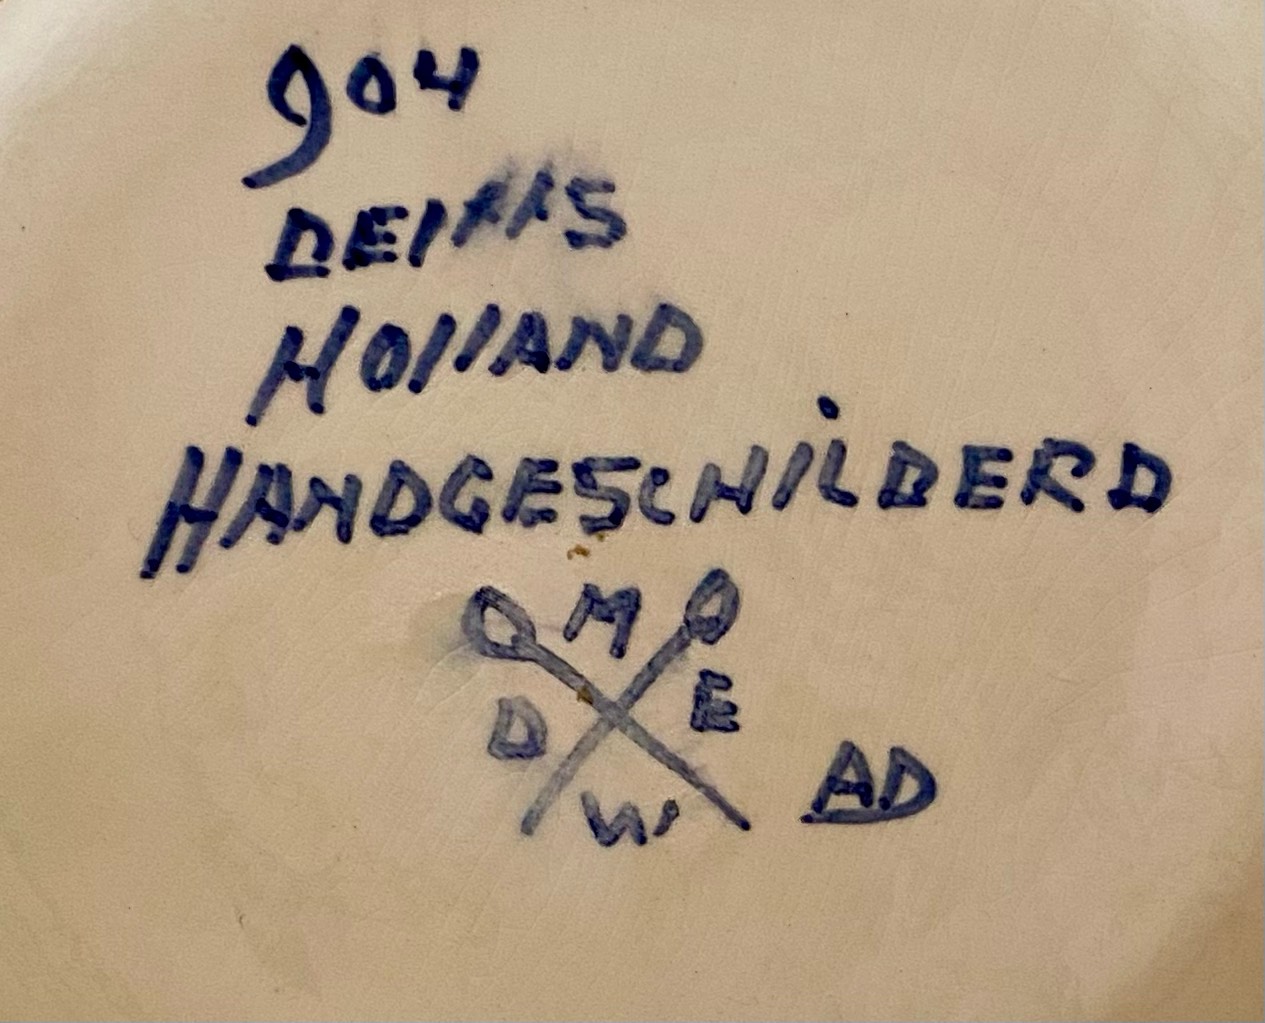 904
DElftS
HOllAND
HANDGESCHiLDERD
M
D E
W
AD